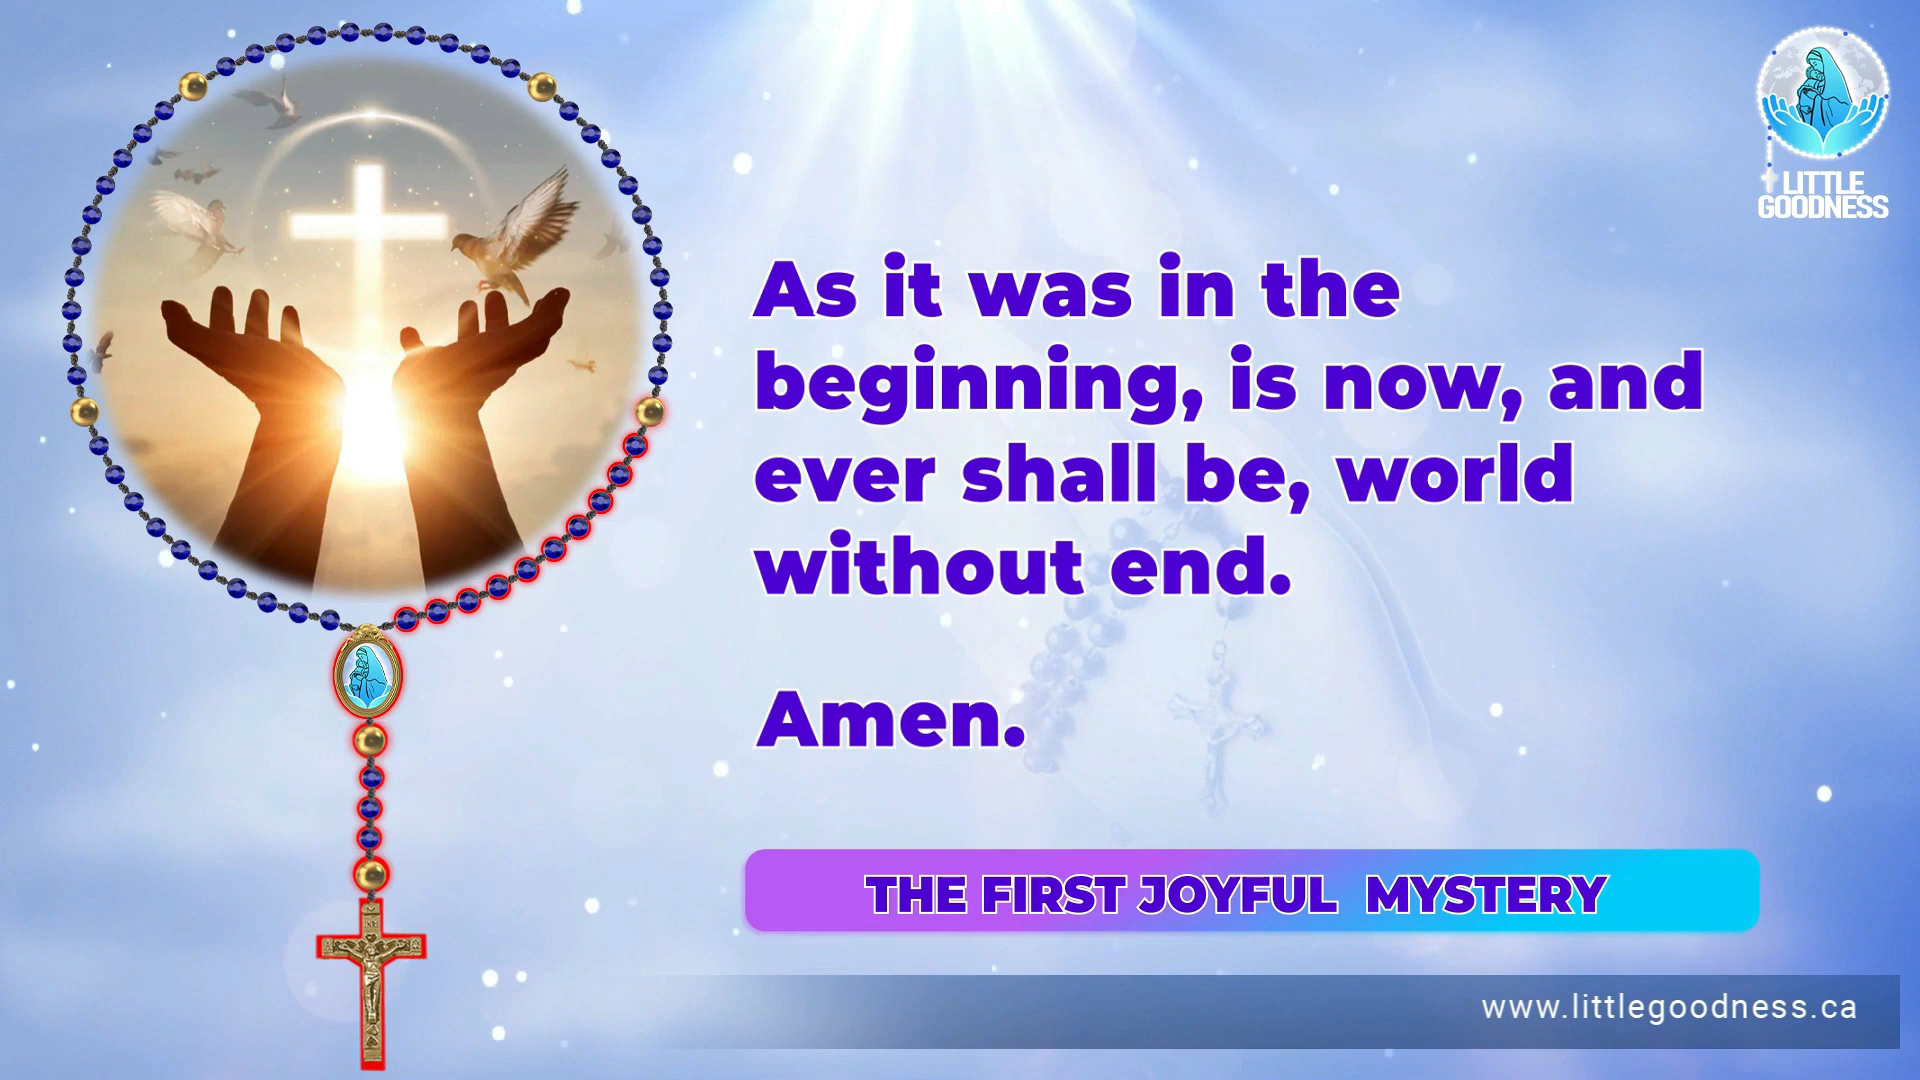 LITTLE
GOODNESS
As it was in the
beginning, is now, and
ever shall be, world
without end.
Amen.
THE FIRST JOYFUL MYSTERY
www.littlegoodness.ca